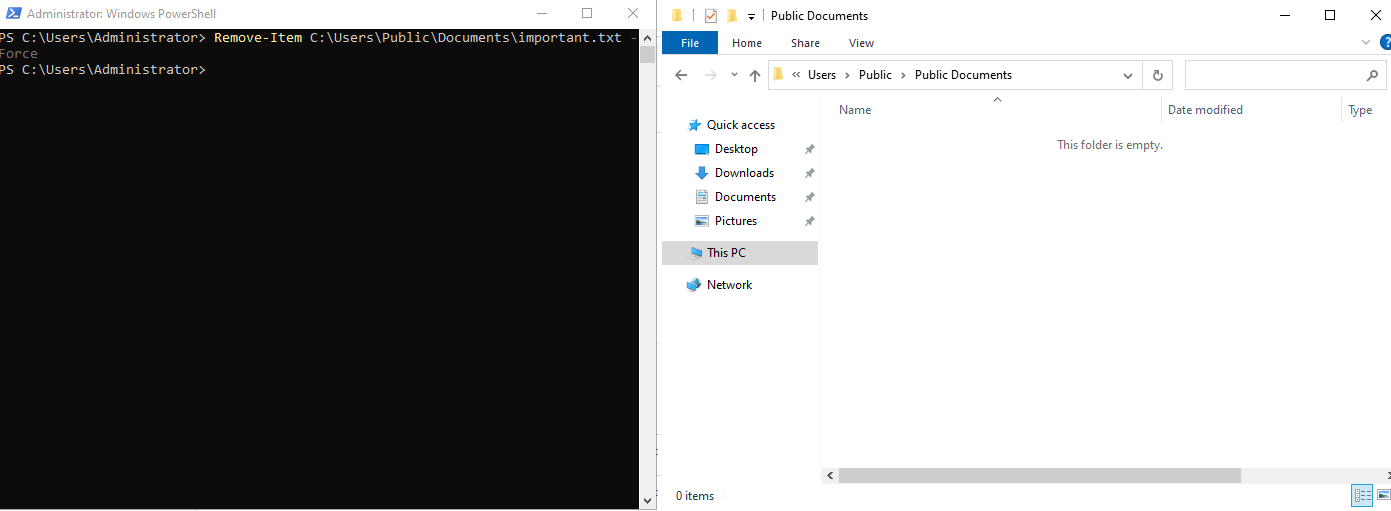 Administrator: Windows PowerShell
PS C:\Users\Administrator> Remove-Item C:\Users\Public\Documents\important.txt -
Force
PS C:\Users\Administrator>
Public Documents
File Home Share View
Users Public Public Documents
Name Date modified Type
This folder is empty.
Quick access
Desktop
Downloads
Documents
Pictures
This PC
Network
0 items